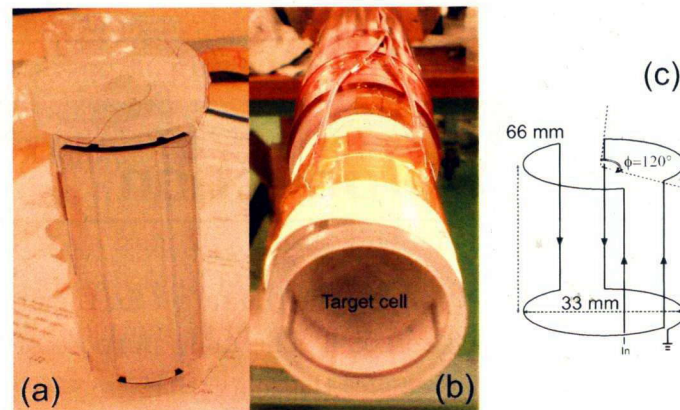 (a)
(b)
Target cell
(c)
66 mm
ϕ=120°
33 mm
In